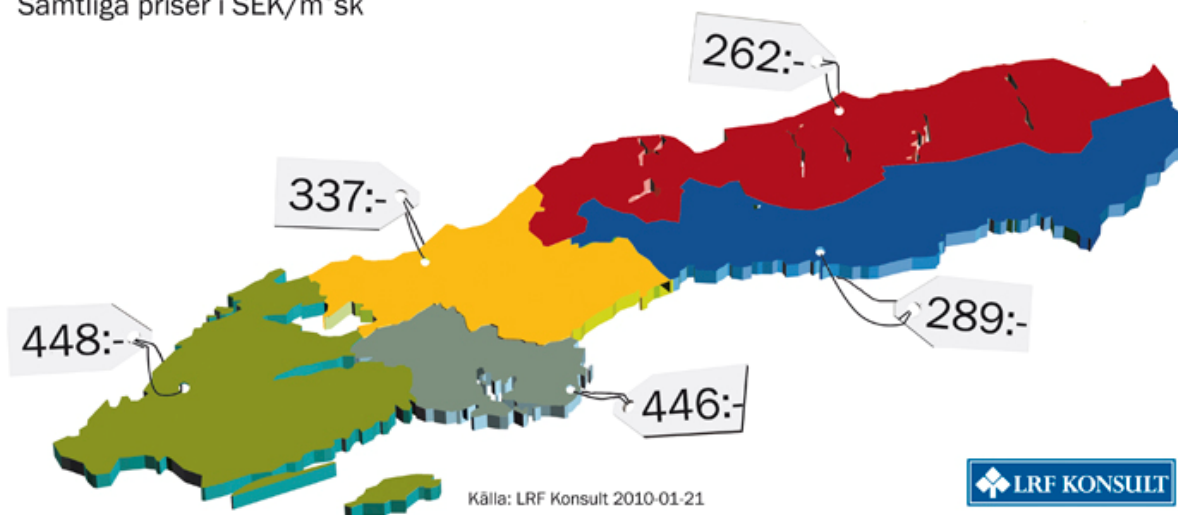 Samtliga priser i SEK/m³sk
262:-
337:-
448:-
289:-
446:-
Källa: LRF Konsult 2010-01-21
LRF KONSULT